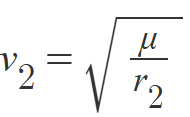 v₂ = √(μ/r₂)